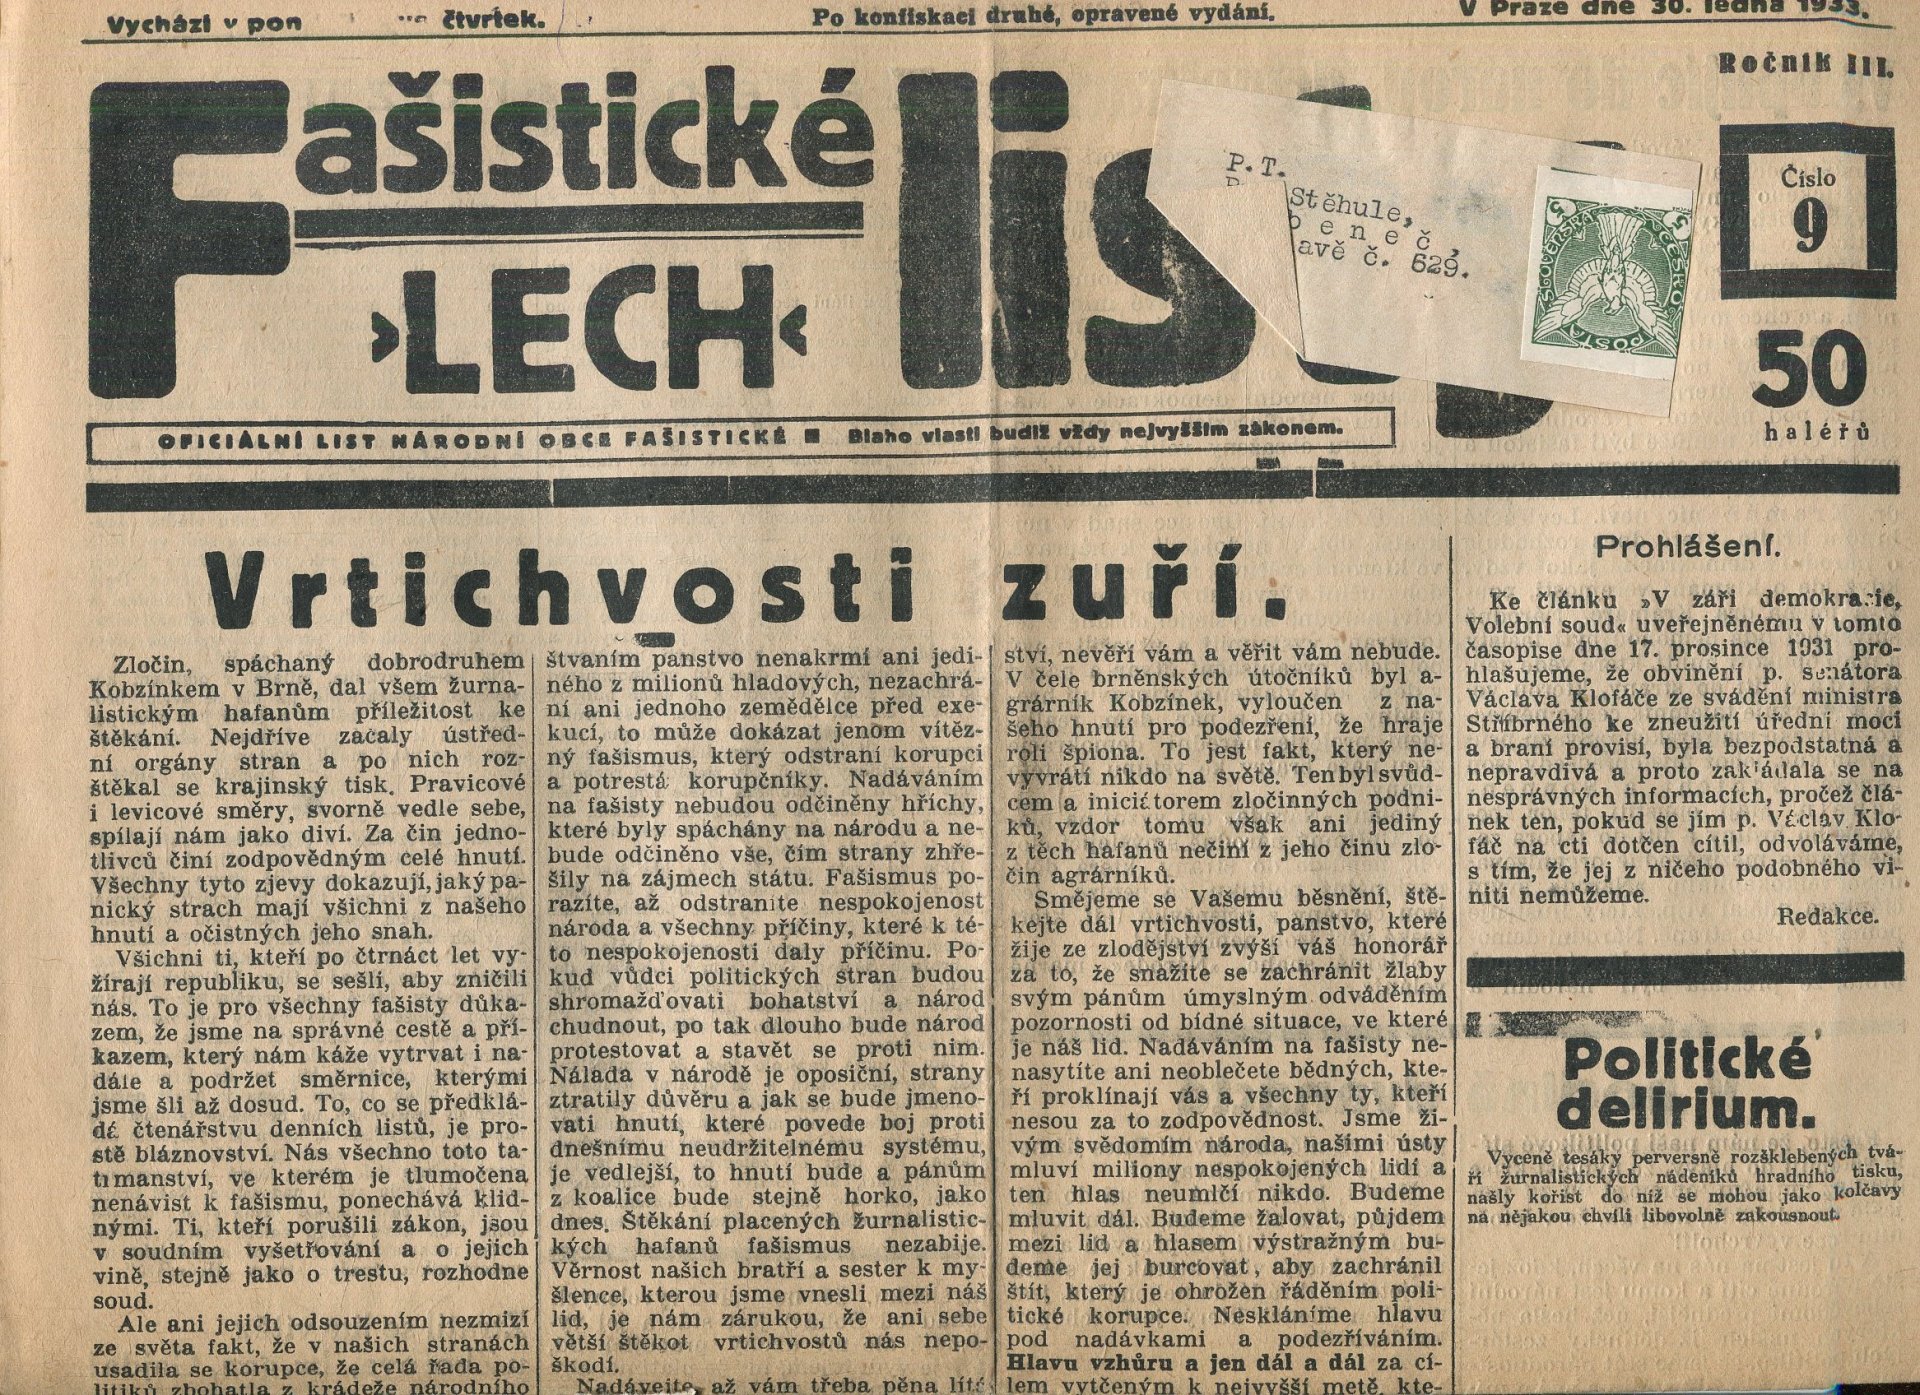 Vychází v pon
čtvrtek.
Po konfiskaci druhé, opravené vydání.
V Praze dne 30. ledna 1933.
Ročník III.
Fašistické listy
›LECH‹
P. T.
Stěhule,
b e n e č ,
avě č. 629.
ČESKO
SLOVENSKÁ
POŠTA
5 5
Číslo
9
50
haléřů
OFICIÁLNÍ LIST NÁRODNÍ OBCE FAŠISTICKÉ ■ Blaho vlasti budiž vždy nejvyšším zákonem.
Vrtichvosti zuří.
Zločin, spáchaný dobrodruhem
Kobzínkem v Brně, dal všem žurna-
listickým hafanům příležitost ke
štěkání. Nejdříve začaly ústřed-
ní orgány stran a po nich roz-
štěkal se krajinský tisk. Pravicové
i levicové směry, svorně vedle sebe,
spílají nám jako diví. Za čin jedno-
tlivců činí zodpovědným celé hnutí.
Všechny tyto zjevy dokazují, jaký pa-
nický strach mají všichni z našeho
hnutí a očistných jeho snah.
Všichni ti, kteří po čtrnáct let vy-
žírají republiku, se sešli, aby zničili
nás. To je pro všechny fašisty důka-
zem, že jsme na správné cestě a pří-
kazem, který nám káže vytrvat i na-
dále a podržet směrnice, kterými
jsme šli až dosud. To, co se předklá-
dá čtenářstvu denních listů, je pro-
stě bláznovství. Nás všechno toto ta-
tımanství, ve kterém je tlumočena
nenávist k fašismu, ponechává klid-
nými. Ti, kteří porušili zákon, jsou
v soudním vyšetřování a o jejich
vině, stejně jako o trestu, rozhodne
soud.
Ale ani jejich odsouzením nezmizí
ze světa fakt, že v našich stranách
usadila se korupce, že celá řada po-
litiků zbohatla z krádeže národního
štvaním panstvo nenakrmí ani jedi-
ného z milionů hladových, nezachrá-
ní ani jednoho zemědělce před exe-
kucí, to může dokázat jenom vítěz-
ný fašismus, který odstraní korupci
a potrestá korupčníky. Nadáváním
na fašisty nebudou odčiněny hříchy,
které byly spáchány na národu a ne-
bude odčiněno vše, čím strany zhře-
šily na zájmech státu. Fašismus po-
razíte, až odstraníte nespokojenost
národa a všechny příčiny, které k té-
to nespokojenosti daly příčinu. Po-
kud vůdci politických stran budou
shromažďovati bohatství a národ
chudnout, po tak dlouho bude národ
protestovat a stavět se proti nim.
Nálada v národě je oposiční, strany
ztratily důvěru a jak se bude jmeno-
vati hnutí, které povede boj proti
dnešnímu neudržitelnému systému,
je vedlejší, to hnutí bude a pánům
z koalice bude stejně horko, jako
dnes. Štěkání placených žurnalistic-
kých hafanů fašismus nezabije.
Věrnost našich bratří a sester k my-
šlence, kterou jsme vnesli mezi náš
lid, je nám zárukou, že ani sebe
větší štěkot vrtichvostů nás nepo-
škodí.
Nadávejte, až vám třeba pěna lítá
ství, nevěří vám a věřit vám nebude.
V čele brněnských útočníků byl a-
grárník Kobzínek, vyloučen z na-
šeho hnutí pro podezření, že hraje
roli špiona. To jest fakt, který ne-
vyvrátí nikdo na světě. Ten byl svůd-
cem a iniciátorem zločinných podni-
ků, vzdor tomu však ani jediný
z těch hafanů nečiní z jeho činu zlo-
čin agrárníků.
Smějeme se Vašemu běsnění, ště-
kejte dál vrtichvosti, panstvo, které
žije ze zlodějství zvýší váš honorář
za to, že snažíte se zachránit žlaby
svým pánům úmyslným odváděním
pozornosti od bídné situace, ve které
je náš lid. Nadáváním na fašisty ne-
nasytíte ani neoblečete bědných, kte-
ří proklínají vás a všechny ty, kteří
nesou za to zodpovědnost. Jsme ži-
vým svědomím národa, našimi ústy
mluví miliony nespokojených lidí a
ten hlas neumlčí nikdo. Budeme
mluvit dál. Budeme žalovat, půjdem
mezi lid a hlasem výstražným bu-
deme jej burcovat, aby zachránil
štít, který je ohrožen řáděním poli-
tické korupce. Neskláníme hlavu
pod nadávkami a podezříváním.
Hlavu vzhůru a jen dál a dál za cí-
lem vytčeným k nejvyšší metě, kte-
Prohlášení.
Ke článku »V záři demokracie,
Volební soud« uveřejněnému v tomto
časopise dne 17. prosince 1931 pro-
hlašujeme, že obvinění p. senátora
Václava Klofáče ze svádění ministra
Stříbrného ke zneužití úřední moci
a braní provisí, byla bezpodstatná a
nepravdivá a proto zakládala se na
nesprávných informacích, pročež člá-
nek ten, pokud se jím p. Václav Klo-
fáč na cti dotčen cítil, odvoláváme,
s tím, že jej z ničeho podobného vi-
niti nemůžeme.
Redakce.
Politické
delirium.
Vyceně tesáky perversně rozšklebených tvá-
ří žurnalistických nádeníků hradního tisku,
našly kořist do níž se mohou jako kolčavy
na nějakou chvíli libovolně zakousnout.